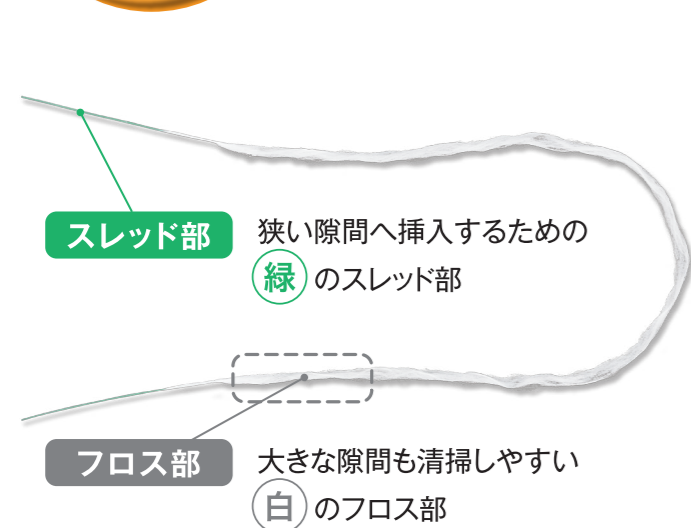 スレッド部
狭い隙間へ挿入するための
緑のスレッド部
フロス部
大きな隙間も清掃しやすい
白のフロス部